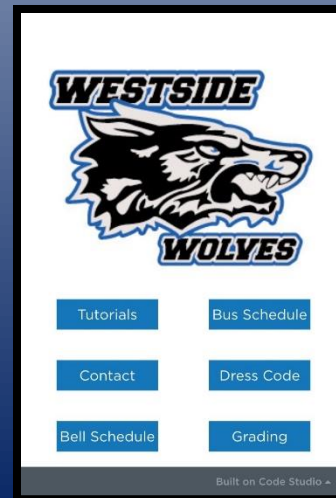 WESTSIDE
WOLVES
Tutorials
Bus Schedule
Contact
Dress Code
Bell Schedule
Grading
Built on Code Studio